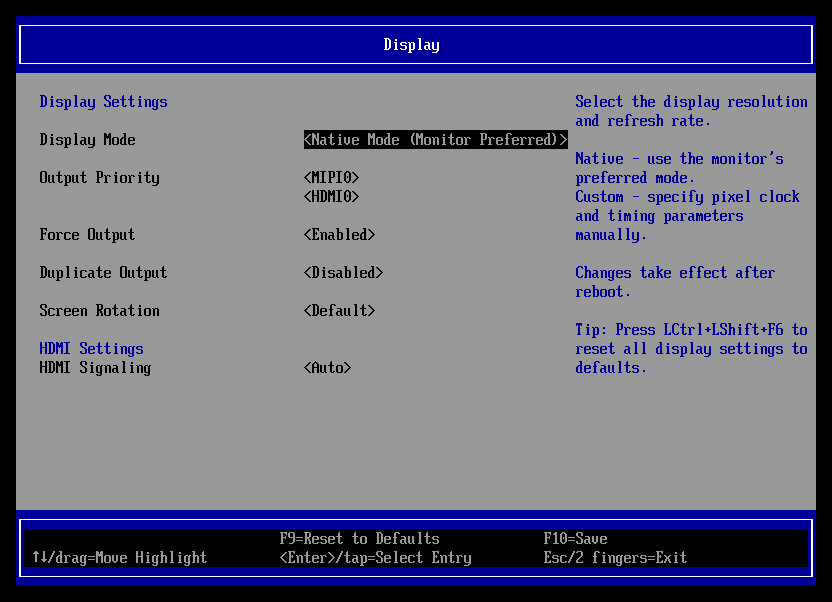 Display
Display Settings
Display Mode <Native Mode (Monitor Preferred)>
Output Priority <MIPI0>
<HDMI0>
Force Output <Enabled>
Duplicate Output <Disabled>
Screen Rotation <Default>
HDMI Settings
HDMI Signaling <Auto>
Select the display resolution
and refresh rate.
Native - use the monitor's
preferred mode.
Custom - specify pixel clock
and timing parameters
manually.
Changes take effect after
reboot.
Tip: Press LCtrl+LShift+F6 to
reset all display settings to
defaults.
F9=Reset to Defaults F10=Save
↑↓/drag=Move Highlight <Enter>/tap=Select Entry Esc/2 fingers=Exit